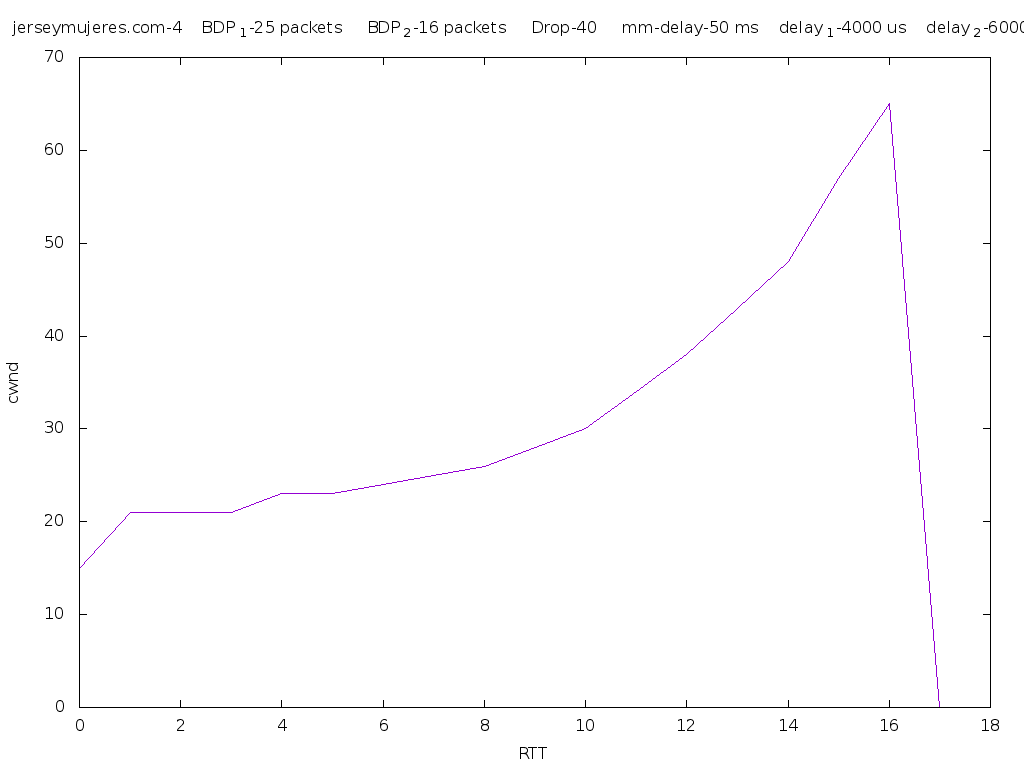 jerseymujeres.com-4 BDP1-25 packets BDP2-16 packets Drop-40 mm-delay-50 ms delay1-4000 us delay2-6000
70
60
50
40
30
20
10
0
cwnd
0 2 4 6 8 10 12 14 16 18
RTT